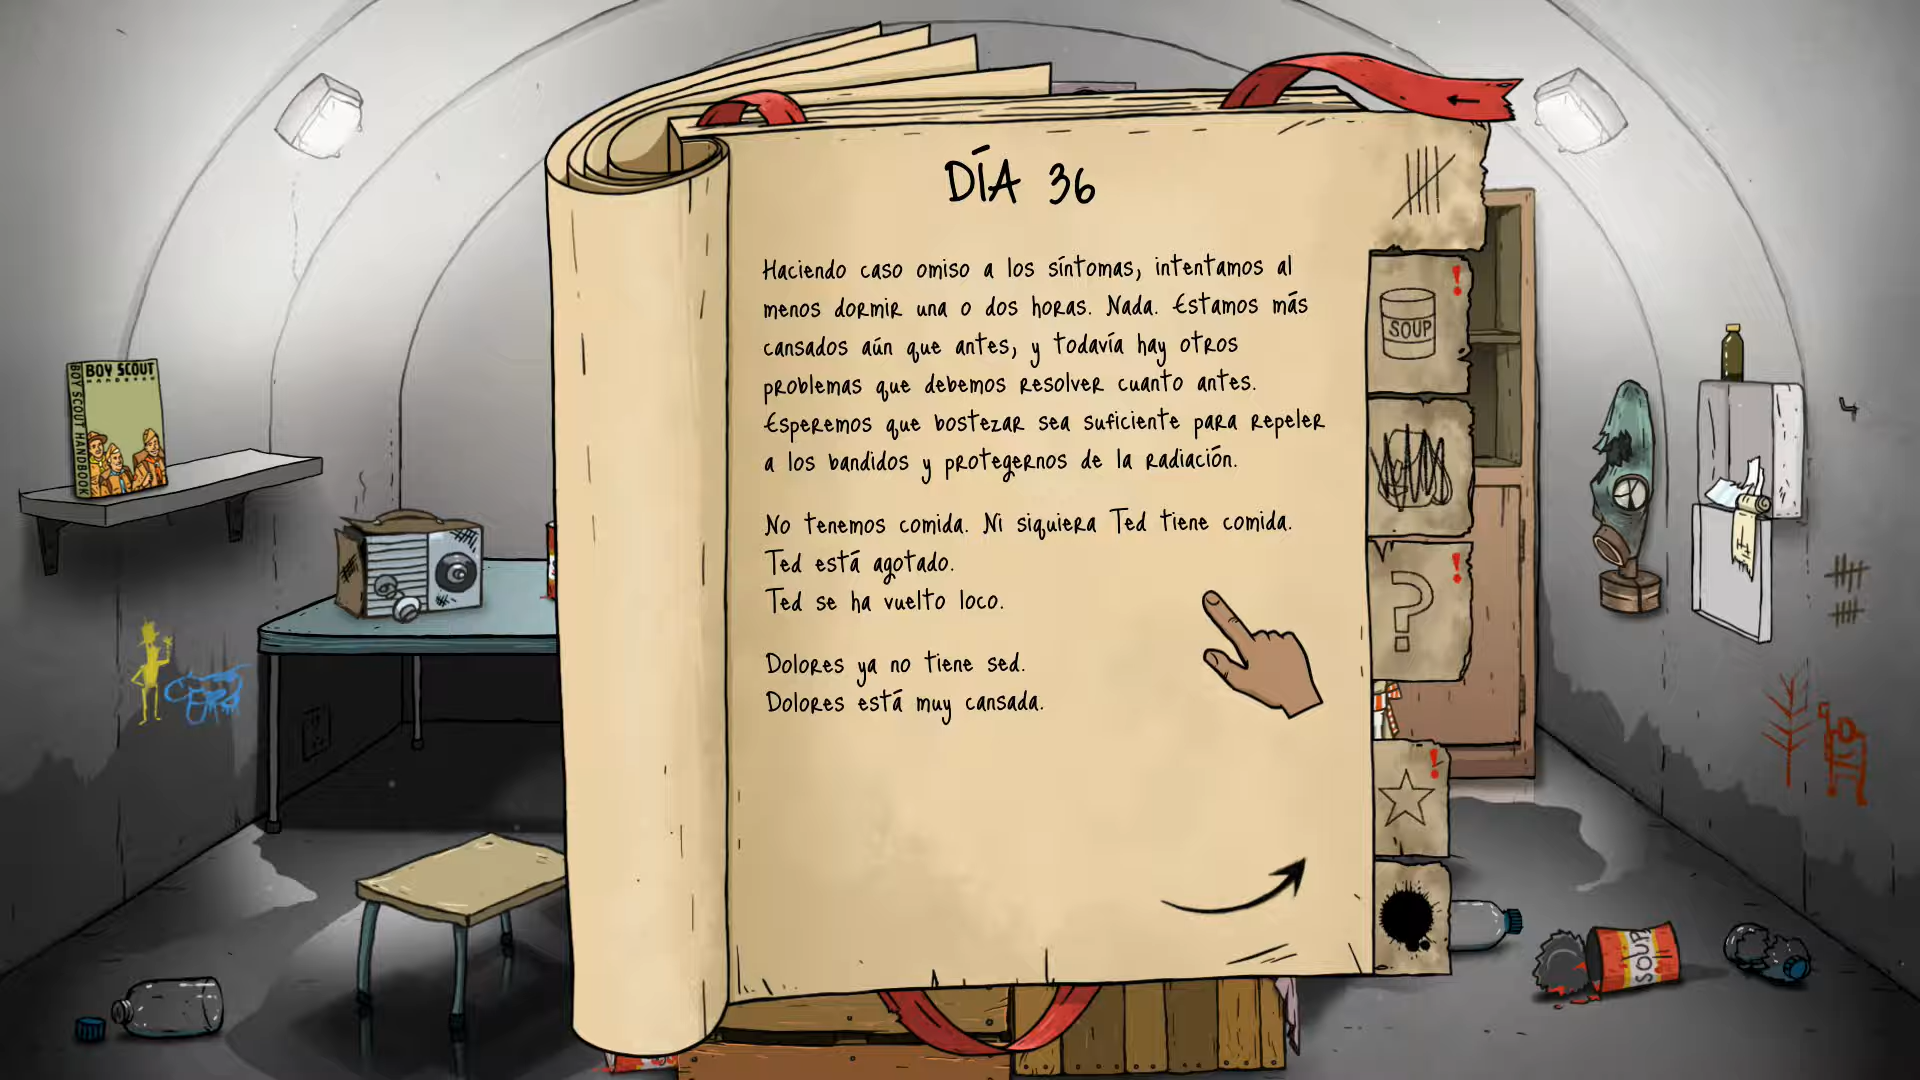 DÍA 36
Haciendo caso omiso a los síntomas, intentamos al
menos dormir una o dos horas. Nada. Estamos más
cansados aún que antes, y todavía hay otros
problemas que debemos resolver cuanto antes.
Esperemos que bostezar sea suficiente para repeler
a los bandidos y protegernos de la radiación.
No tenemos comida. Ni siquiera Ted tiene comida.
Ted está agotado.
Ted se ha vuelto loco.
Dolores ya no tiene sed.
Dolores está muy cansada.
BOY SCOUT
HANDBOOK
BOY SCOUT HANDBOOK
!
SOUP
!
?
!
SOUP